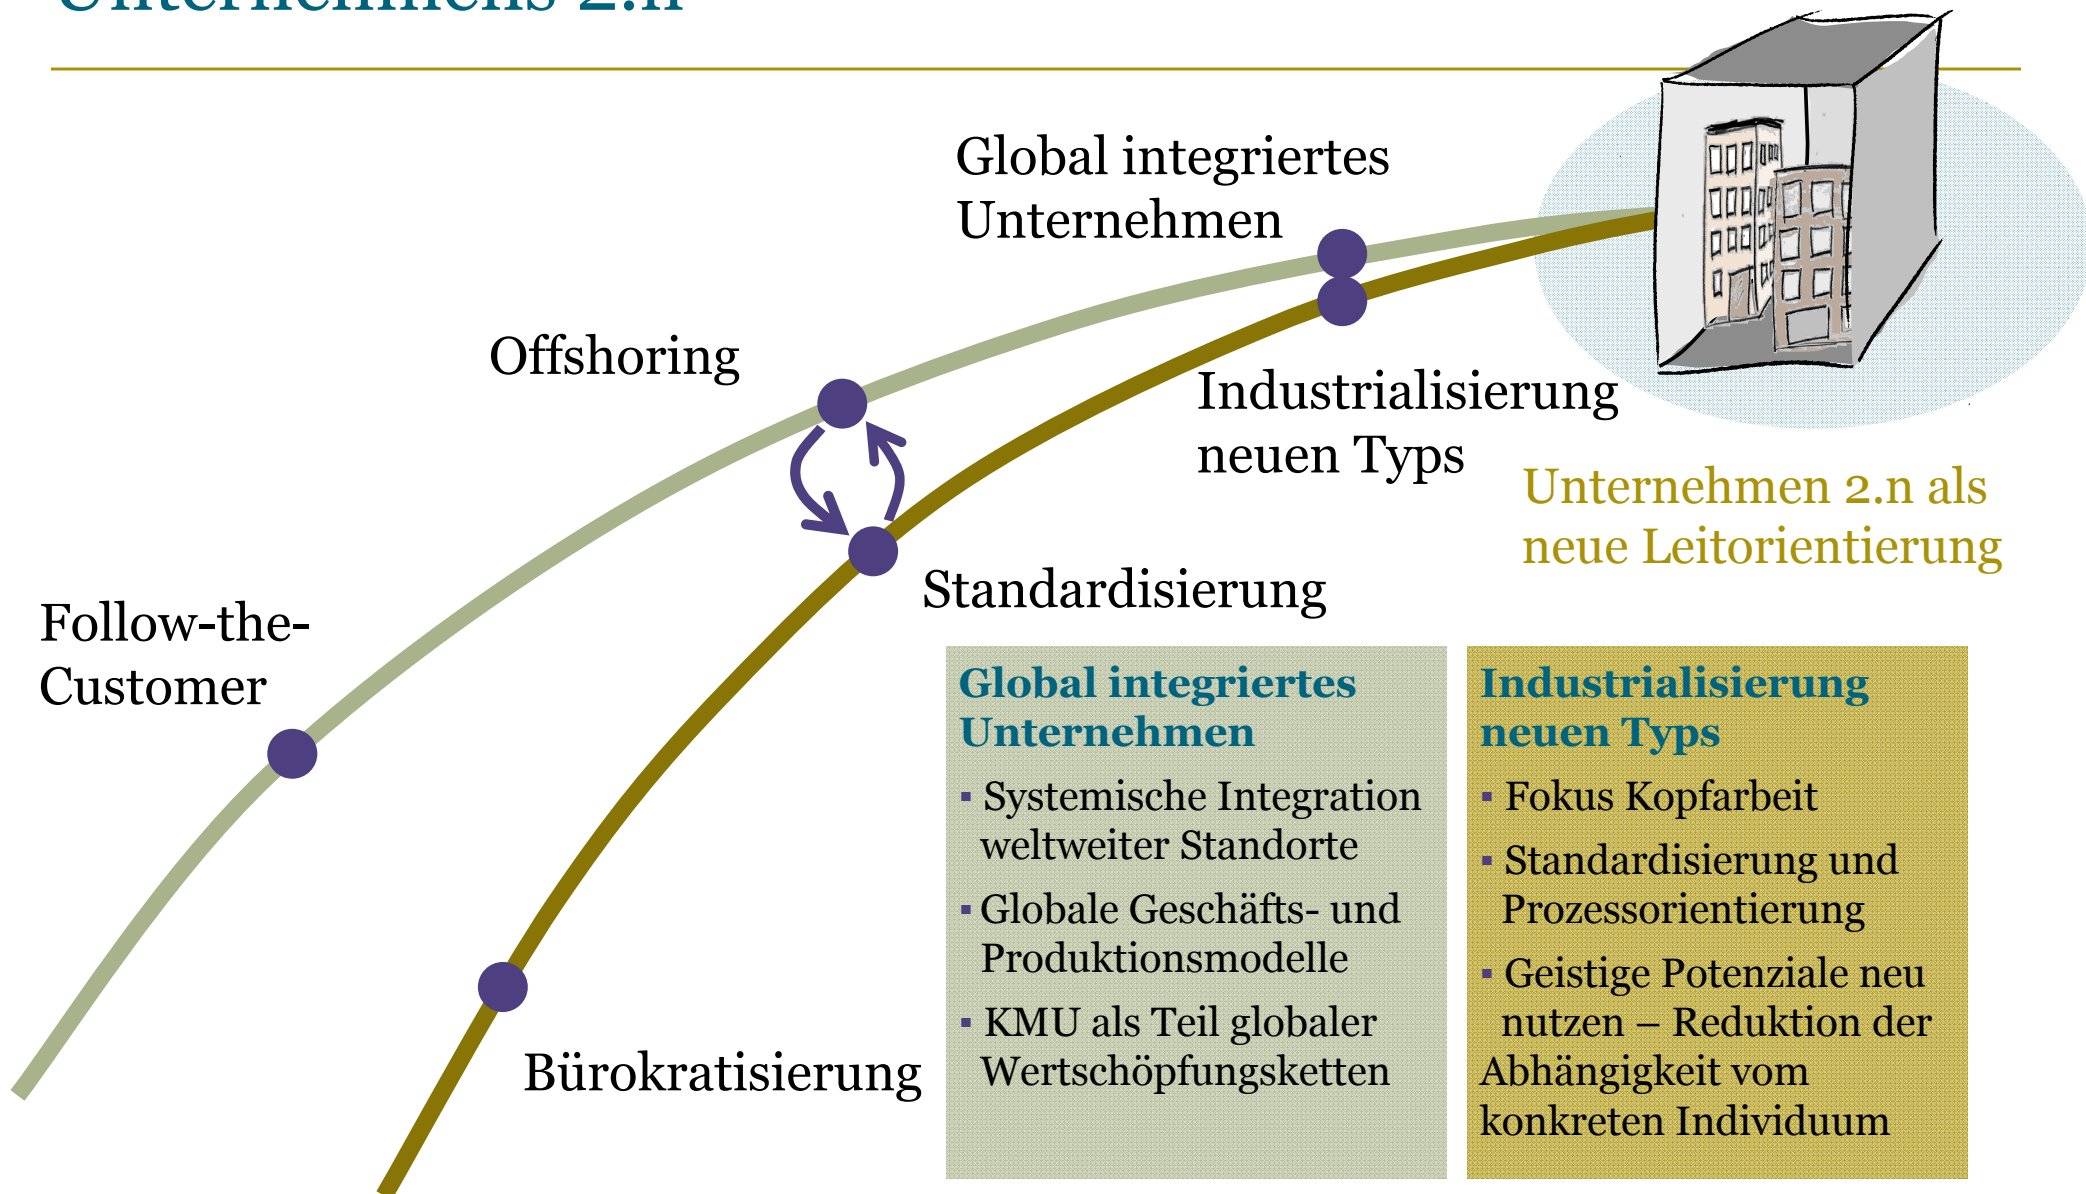 Unternehmens 2.n
Global integriertes
Unternehmen
Offshoring
Industrialisierung
neuen Typs
Unternehmen 2.n als
neue Leitorientierung
Standardisierung
Follow-the-
Customer
Bürokratisierung
Global integriertes
Unternehmen
▪ Systemische Integration
weltweiter Standorte
▪ Globale Geschäfts- und
Produktionsmodelle
▪ KMU als Teil globaler
Wertschöpfungsketten
Industrialisierung
neuen Typs
▪ Fokus Kopfarbeit
▪ Standardisierung und
Prozessorientierung
▪ Geistige Potenziale neu
nutzen – Reduktion der
Abhängigkeit vom
konkreten Individuum